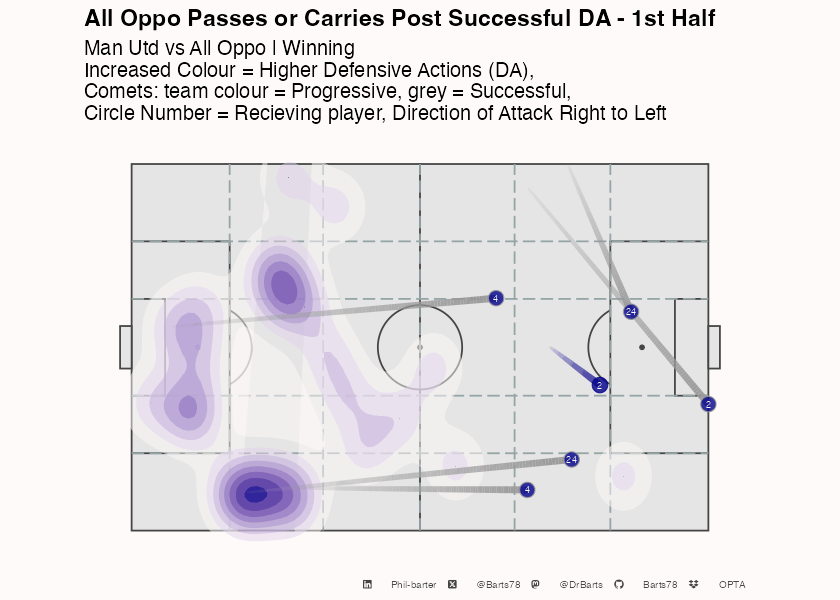 All Oppo Passes or Carries Post Successful DA - 1st Half
Man Utd vs All Oppo | Winning
Increased Colour = Higher Defensive Actions (DA),
Comets: team colour = Progressive, grey = Successful,
Circle Number = Recieving player, Direction of Attack Right to Left
4
24
2
2
24
4
Phil-barter @Barts78 @DrBarts Barts78 OPTA